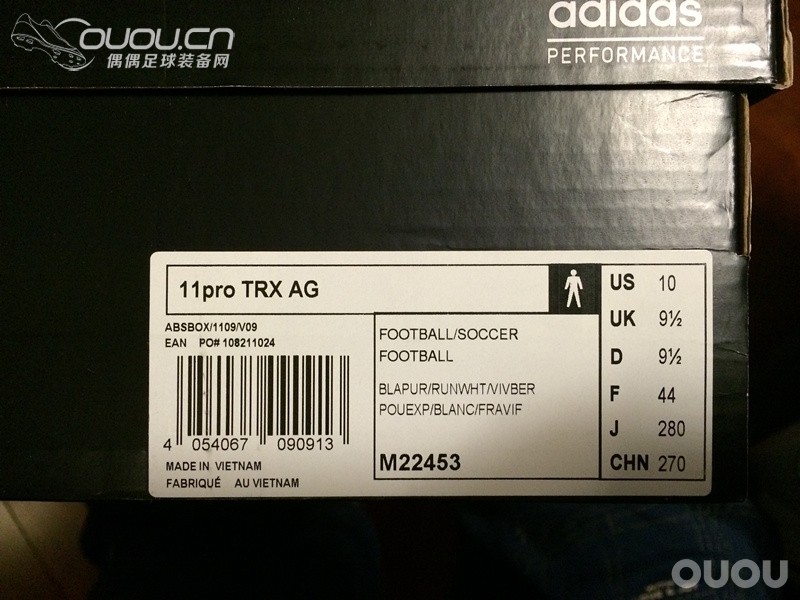 OUOU.CN
偶偶足球装备网
adidas
PERFORMANCE
11pro TRX AG
ABSBOX/1109/V09
EAN PO# 108211024
4 054067 090913
MADE IN VIETNAM
FABRIQUÉ AU VIETNAM
FOOTBALL/SOCCER
FOOTBALL
BLAPUR/RUNWHT/VIVBER
POUEXP/BLANC/FRAVIF
M22453
US 10
UK 9½
D 9½
F 44
J 280
CHN 270
OUOU